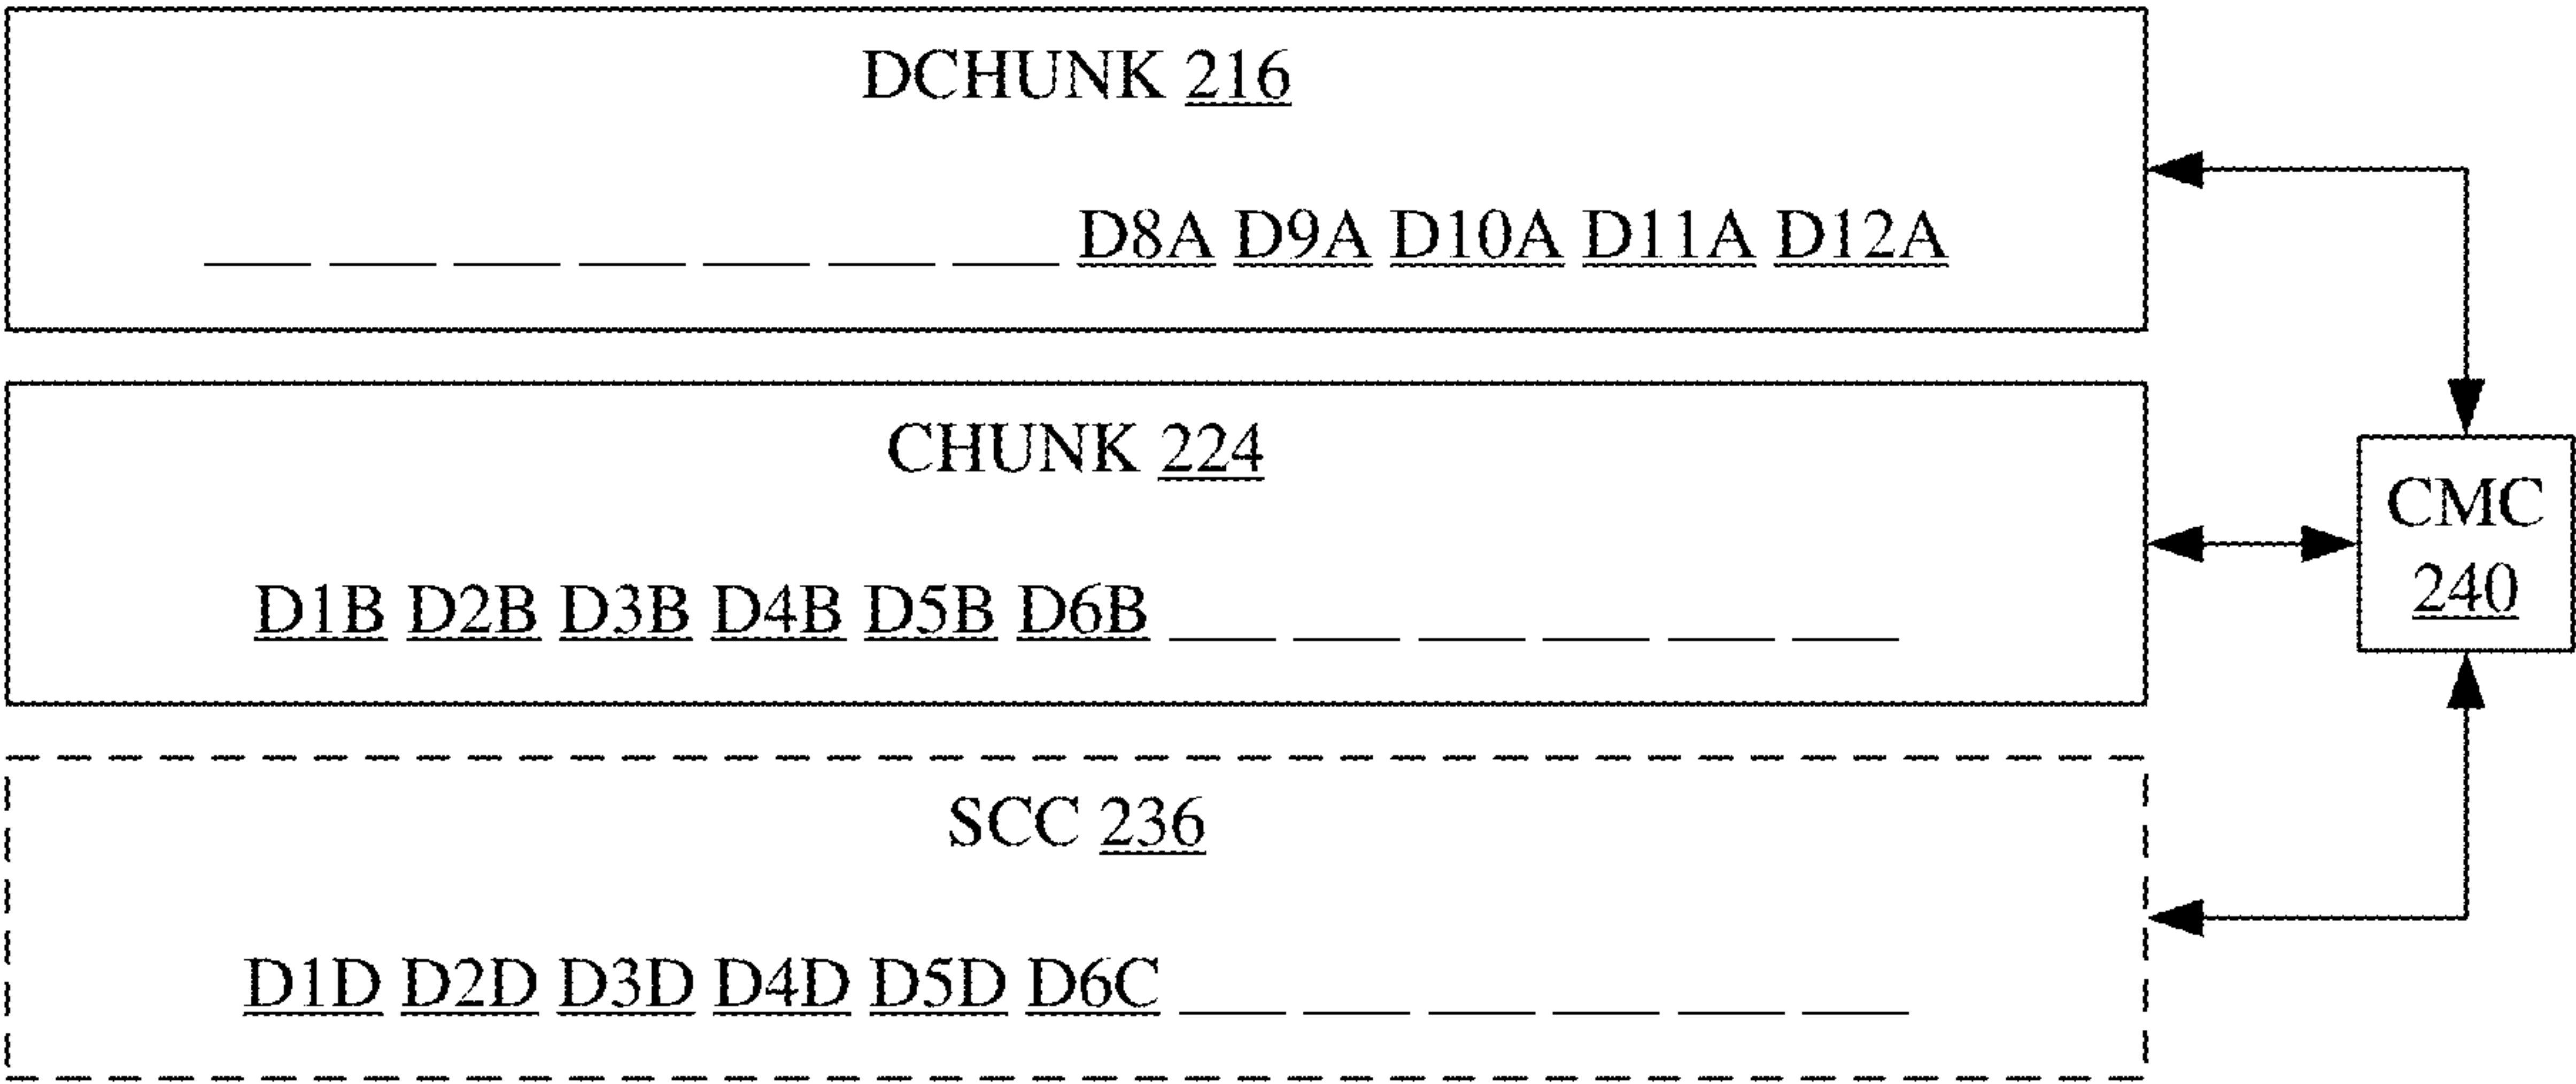 DCHUNK 216
D8A D9A D10A D11A D12A
CHUNK 224
D1B D2B D3B D4B D5B D6B
CMC
240
SCC 236
D1D D2D D3D D4D D5D D6C